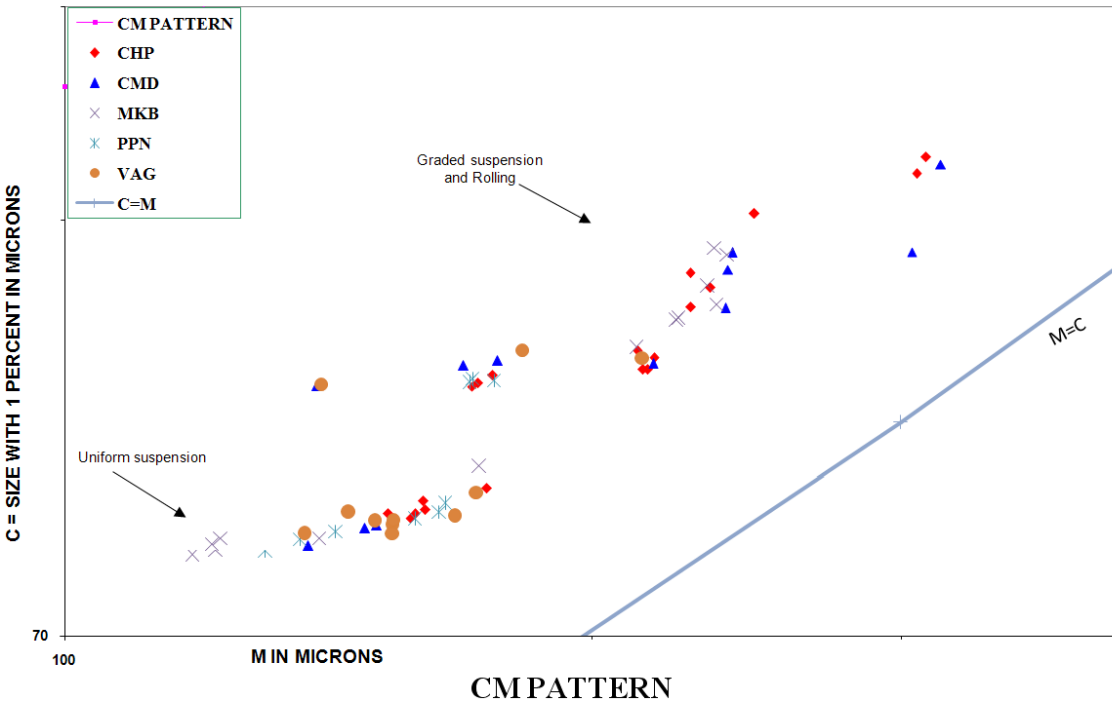 CM PATTERN
CHP
CMD
MKB
PPN
VAG
C=M
Graded suspension
and Rolling
C = SIZE WITH 1 PERCENT IN MICRONS
M=C
Uniform suspension
70
100
M IN MICRONS
CM PATTERN